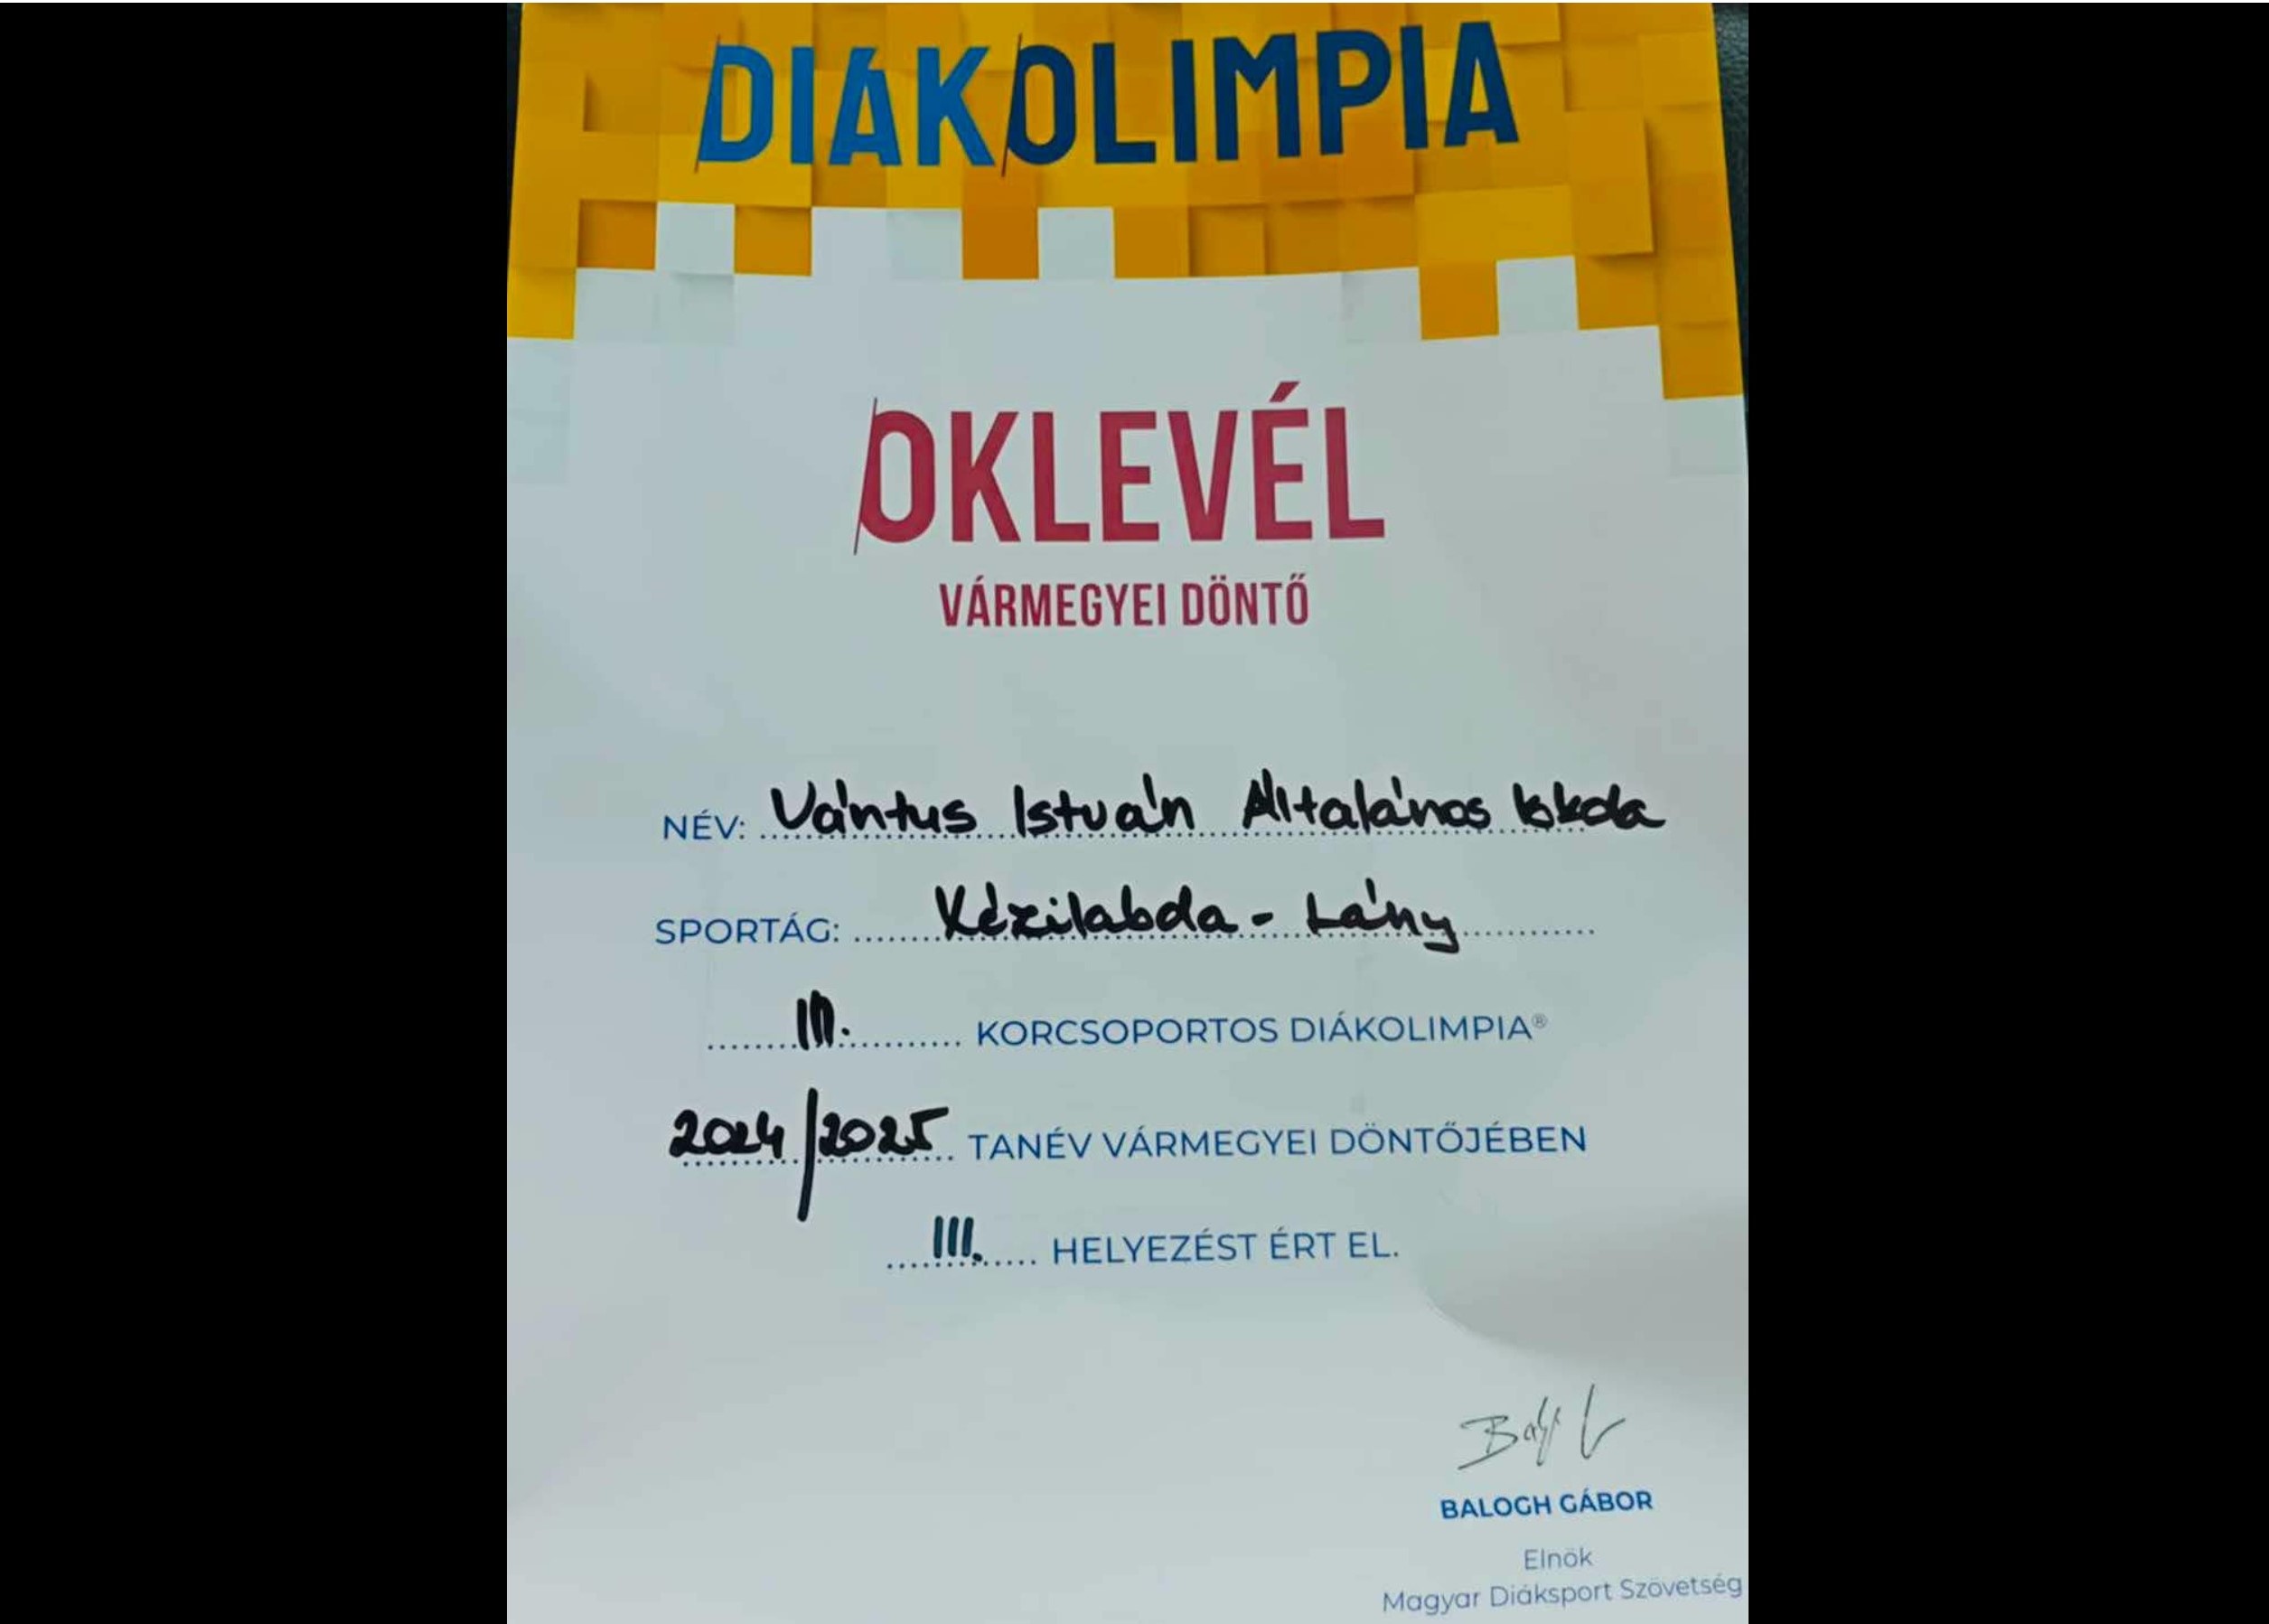 DIÁKOLIMPIA
OKLEVÉL
VÁRMEGYEI DÖNTŐ
NÉV: Vántus István Általános Iskola
SPORTÁG: Kézilabda - Lány
III. KORCSOPORTOS DIÁKOLIMPIA®
2024/2025 TANÉV VÁRMEGYEI DÖNTŐJÉBEN
III. HELYEZÉST ÉRT EL.
BALOGH GÁBOR
Elnök
Magyar Diáksport Szövetség